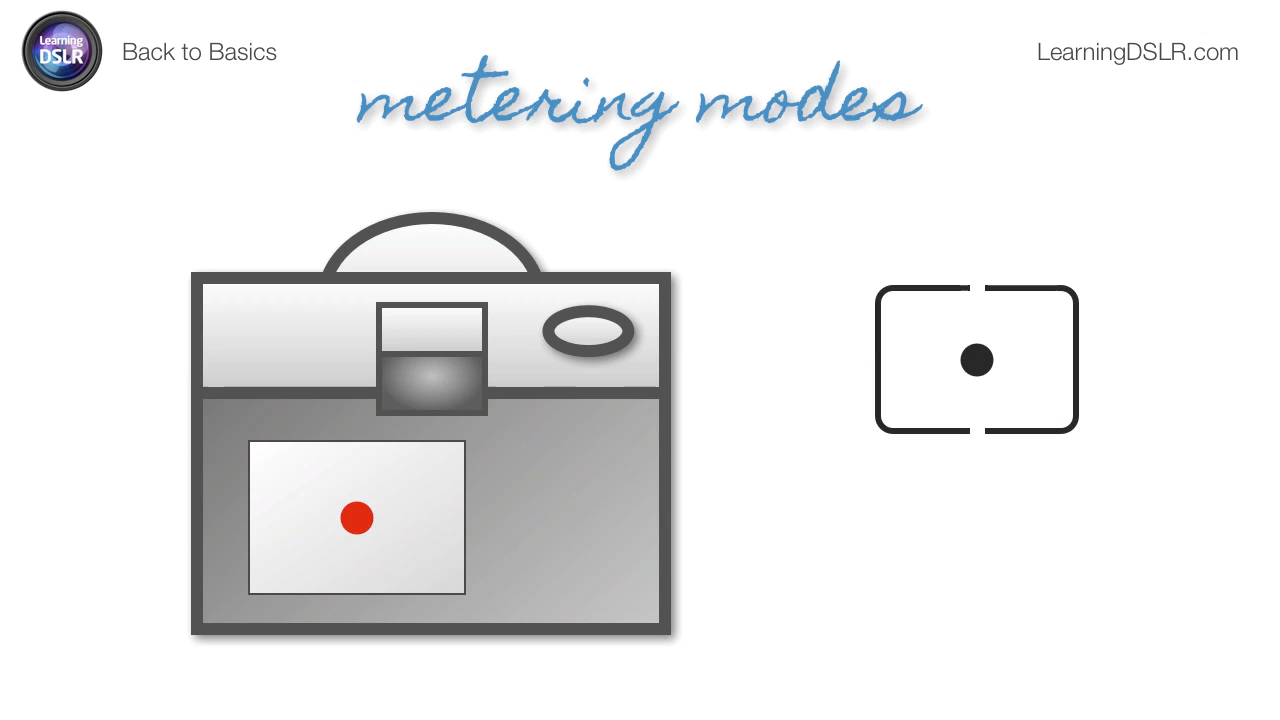 Learning
DSLR
Back to Basics
LearningDSLR.com
metering modes